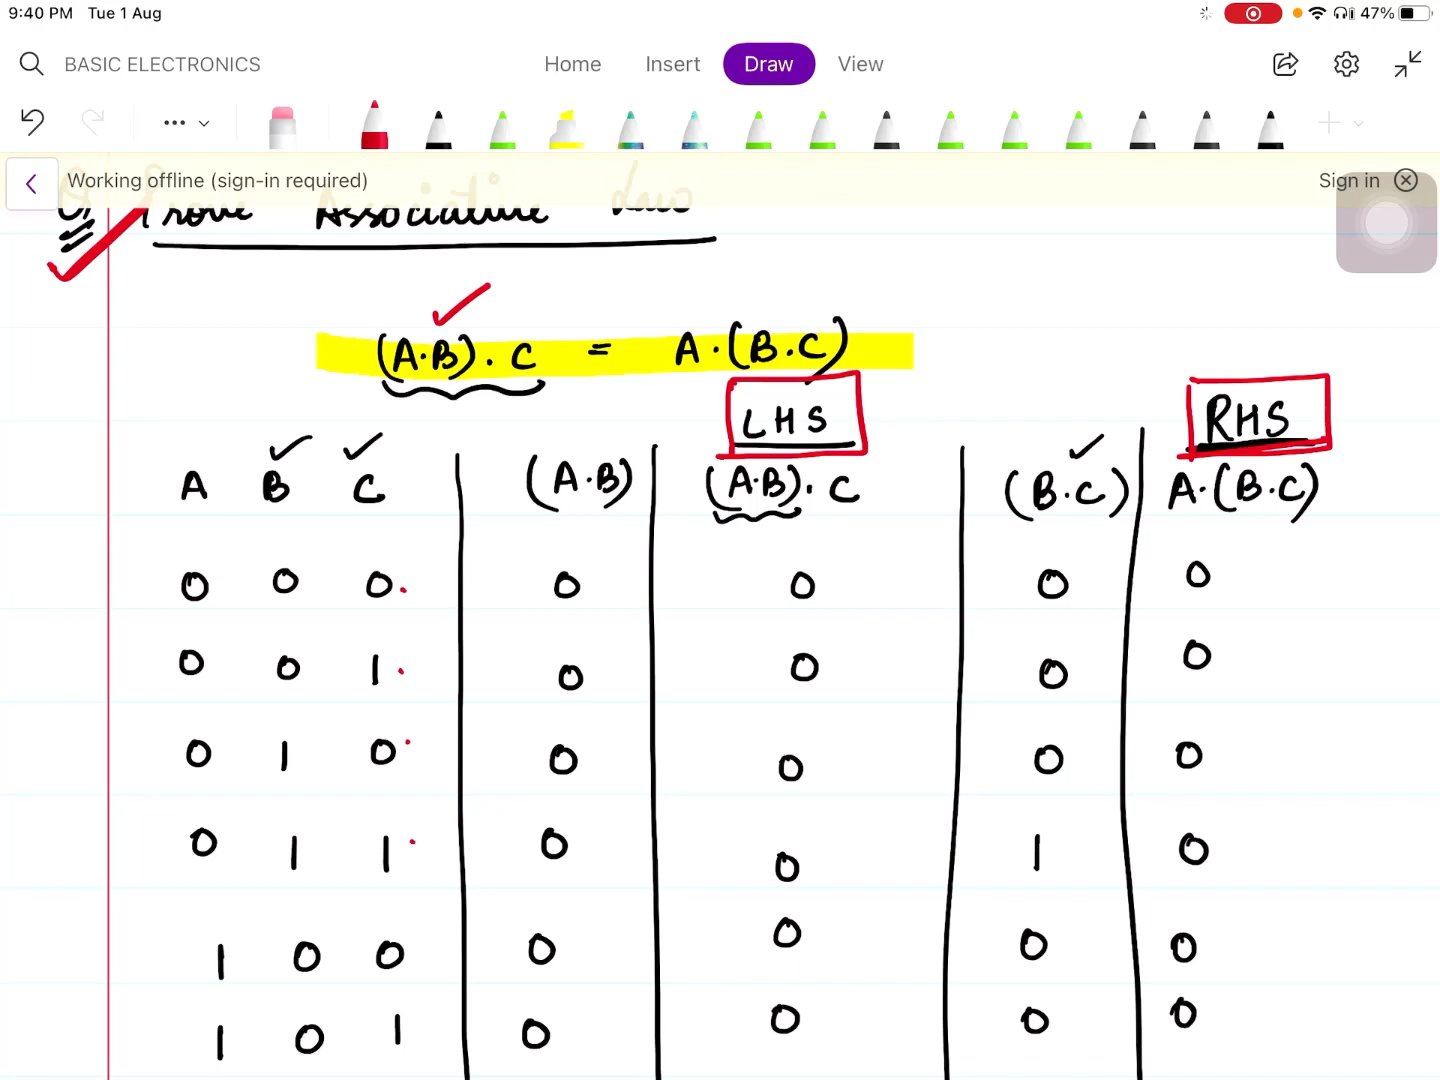 9:40 PM Tue 1 Aug 47%
BASIC ELECTRONICS Home Insert Draw View
Working offline (sign-in required) Sign in
Prove Associative Law
(A·B)·C = A·(B·C)
LHS RHS
A B C (A·B) (A·B)·C (B·C) A·(B·C)
0 0 0 0 0 0 0
0 0 1 0 0 0 0
0 1 0 0 0 0 0
0 1 1 0 0 1 0
1 0 0 0 0 0 0
1 0 1 0 0 0 0